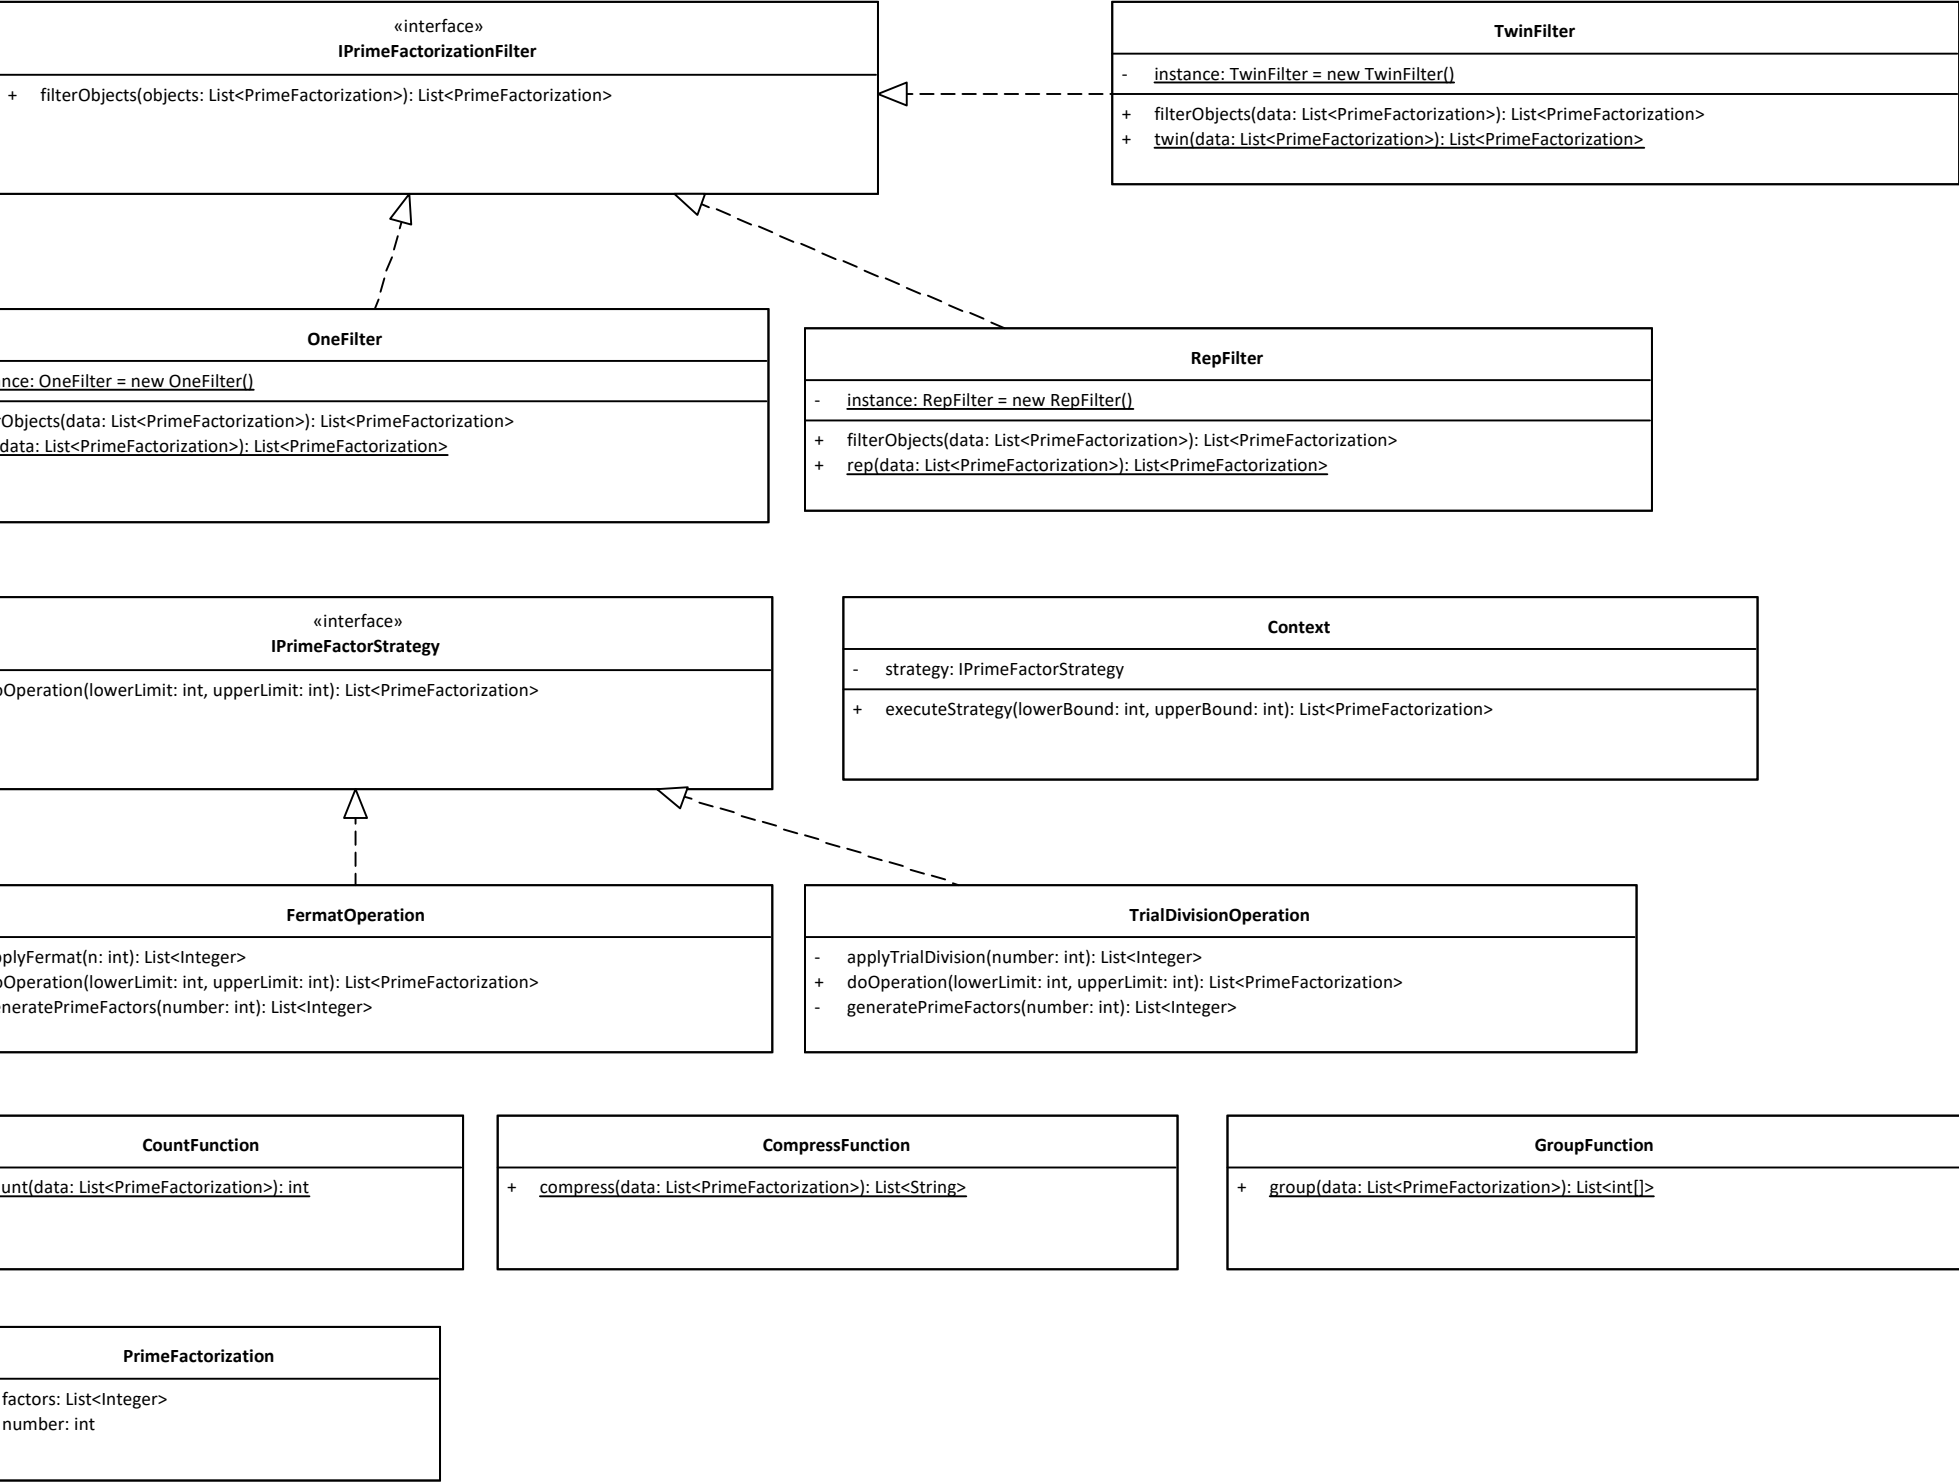 «interface»
IPrimeFactorizationFilter
+ filterObjects(objects: List<PrimeFactorization>): List<PrimeFactorization>
TwinFilter
- instance: TwinFilter = new TwinFilter()
+ filterObjects(data: List<PrimeFactorization>): List<PrimeFactorization>
+ twin(data: List<PrimeFactorization>): List<PrimeFactorization>
OneFilter
nce: OneFilter = new OneFilter()
Objects(data: List<PrimeFactorization>): List<PrimeFactorization>
data: List<PrimeFactorization>): List<PrimeFactorization>
RepFilter
- instance: RepFilter = new RepFilter()
+ filterObjects(data: List<PrimeFactorization>): List<PrimeFactorization>
+ rep(data: List<PrimeFactorization>): List<PrimeFactorization>
«interface»
IPrimeFactorStrategy
Operation(lowerLimit: int, upperLimit: int): List<PrimeFactorization>
Context
- strategy: IPrimeFactorStrategy
+ executeStrategy(lowerBound: int, upperBound: int): List<PrimeFactorization>
FermatOperation
plyFermat(n: int): List<Integer>
Operation(lowerLimit: int, upperLimit: int): List<PrimeFactorization>
neratePrimeFactors(number: int): List<Integer>
TrialDivisionOperation
- applyTrialDivision(number: int): List<Integer>
+ doOperation(lowerLimit: int, upperLimit: int): List<PrimeFactorization>
- generatePrimeFactors(number: int): List<Integer>
CountFunction
unt(data: List<PrimeFactorization>): int
CompressFunction
+ compress(data: List<PrimeFactorization>): List<String>
GroupFunction
+ group(data: List<PrimeFactorization>): List<int[]>
PrimeFactorization
factors: List<Integer>
number: int